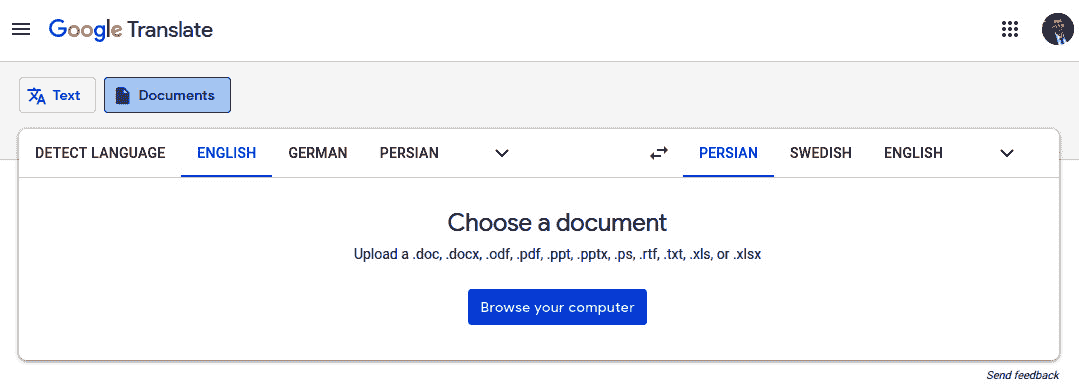 Google Translate
Text Documents
DETECT LANGUAGE ENGLISH GERMAN PERSIAN PERSIAN SWEDISH ENGLISH
Choose a document
Upload a .doc, .docx, .odf, .pdf, .ppt, .pptx, .ps, .rtf, .txt, .xls, or .xlsx
Browse your computer
Send feedback